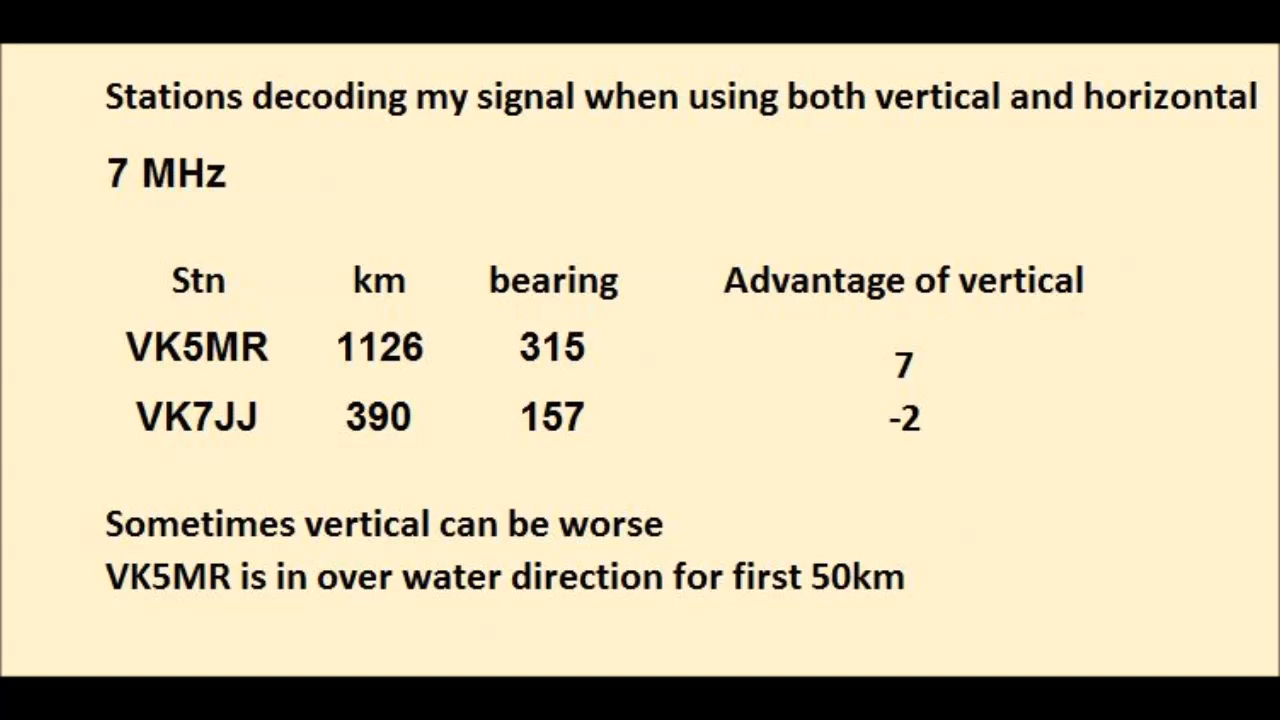 Stations decoding my signal when using both vertical and horizontal
7 MHz
Stn km bearing Advantage of vertical
VK5MR 1126 315 7
VK7JJ 390 157 -2
Sometimes vertical can be worse
VK5MR is in over water direction for first 50km